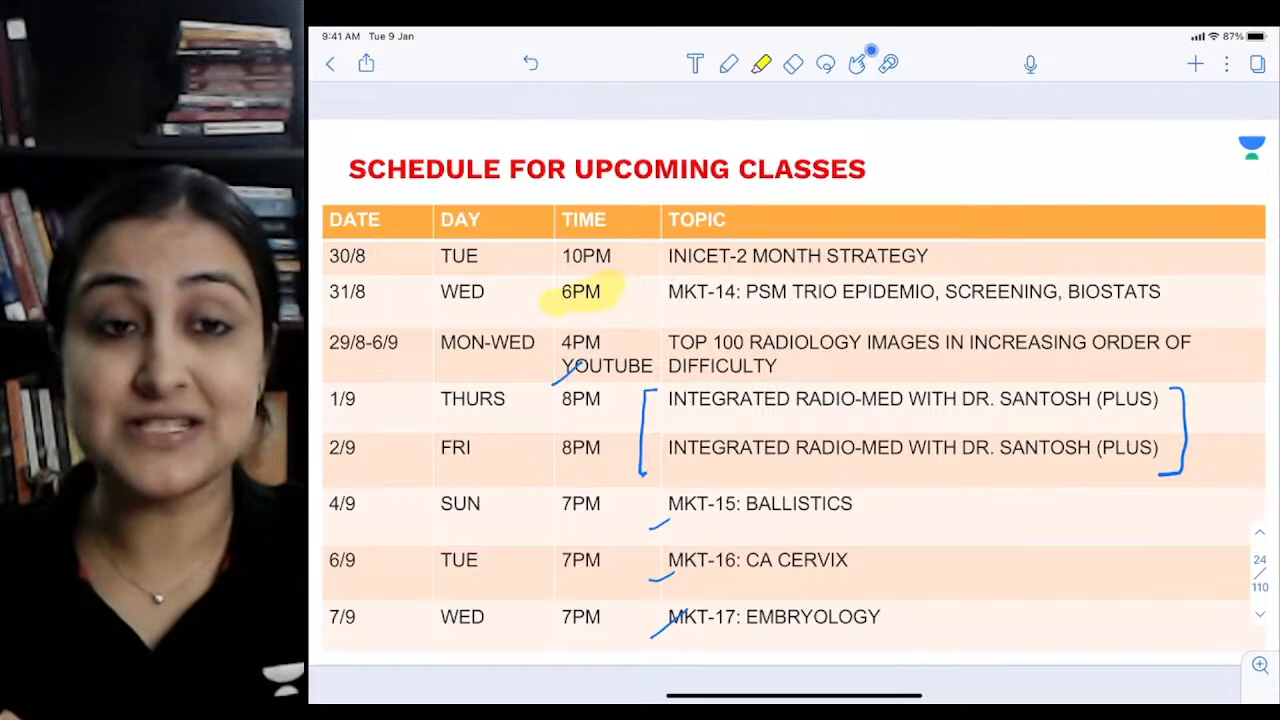 9:41 AM Tue 9 Jan
87%
T
SCHEDULE FOR UPCOMING CLASSES
DATE DAY TIME TOPIC
30/8 TUE 10PM INICET-2 MONTH STRATEGY
31/8 WED 6PM MKT-14: PSM TRIO EPIDEMIO, SCREENING, BIOSTATS
29/8-6/9 MON-WED 4PM TOP 100 RADIOLOGY IMAGES IN INCREASING ORDER OF
YOUTUBE DIFFICULTY
1/9 THURS 8PM INTEGRATED RADIO-MED WITH DR. SANTOSH (PLUS)
2/9 FRI 8PM INTEGRATED RADIO-MED WITH DR. SANTOSH (PLUS)
4/9 SUN 7PM MKT-15: BALLISTICS
6/9 TUE 7PM MKT-16: CA CERVIX
7/9 WED 7PM MKT-17: EMBRYOLOGY
24
/
110